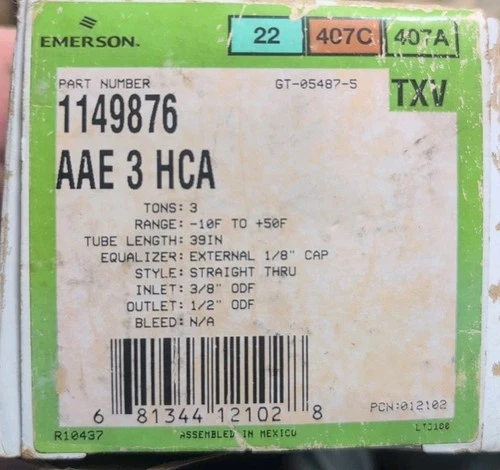 EMERSON.
22 407C 407A
TXV
PART NUMBER GT-05487-5
1149876
AAE 3 HCA
TONS: 3
RANGE: -10F TO +50F
TUBE LENGTH: 39IN
EQUALIZER: EXTERNAL 1/8" CAP
STYLE: STRAIGHT THRU
INLET: 3/8" ODF
OUTLET: 1/2" ODF
BLEED: N/A
6 81344 12102 8
PCN:012102
R10437 ASSEMBLED IN MEXICO